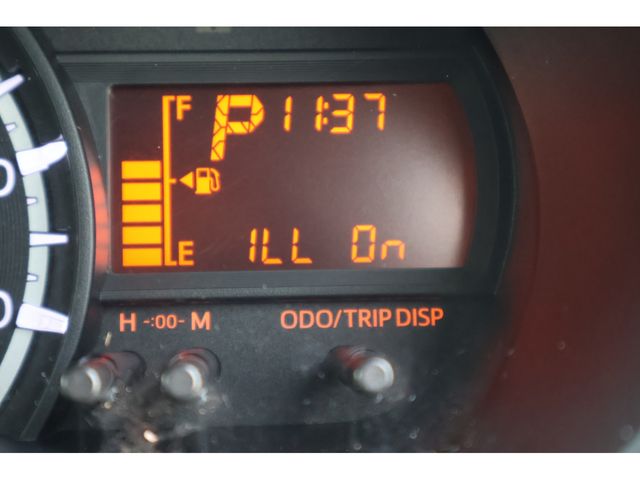 F P 11:37
E ILL On
H -:00- M ODO/TRIP DISP